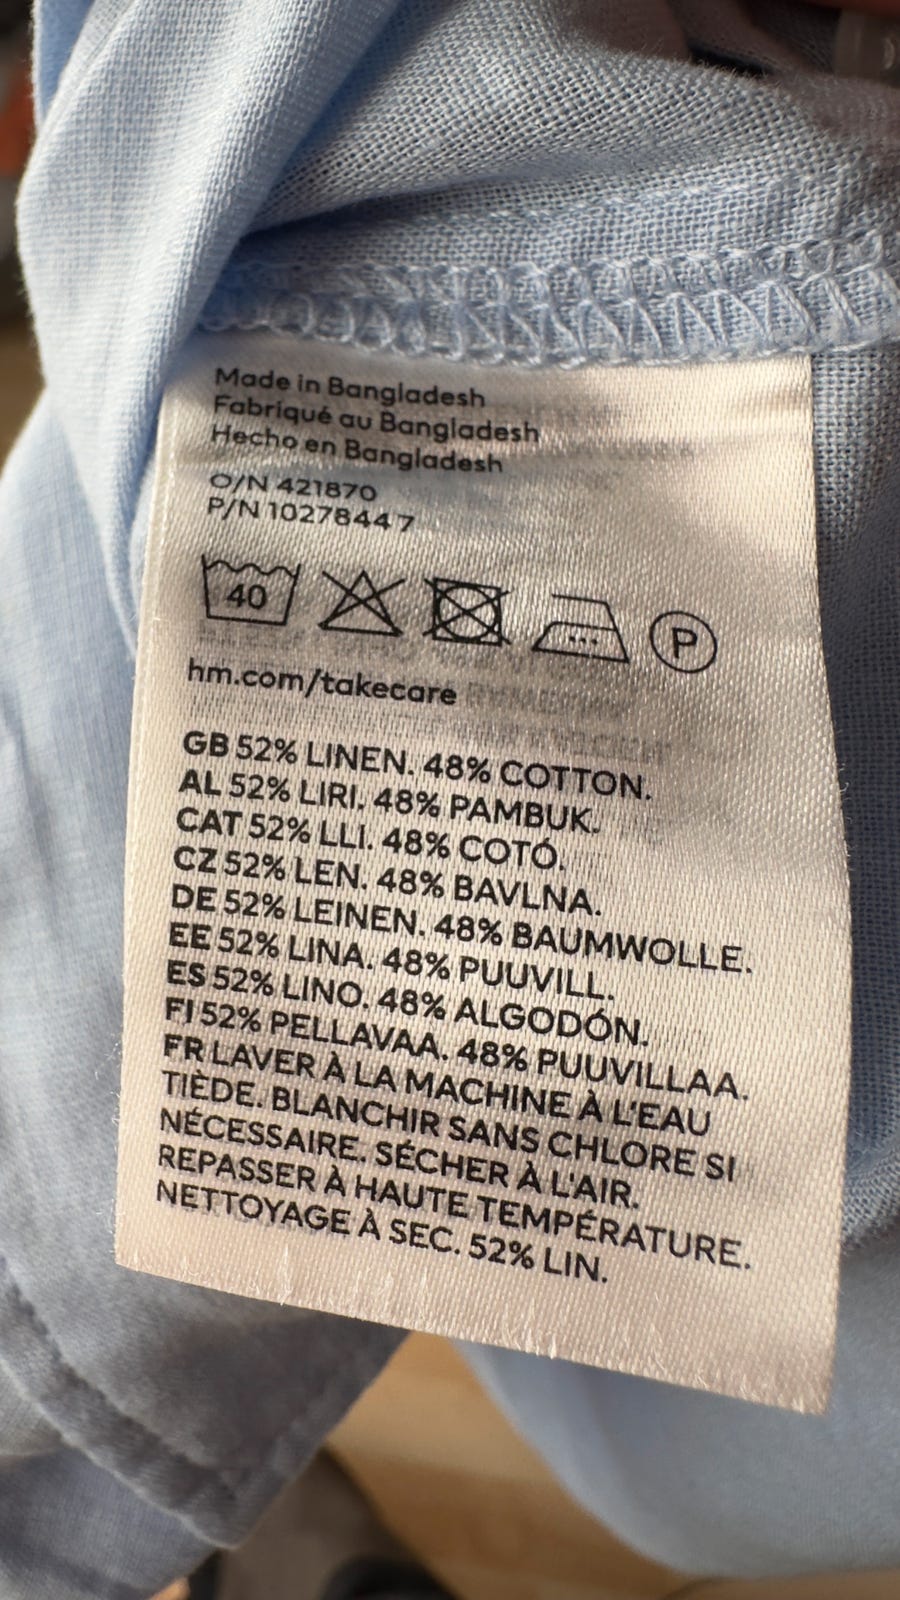 Made in Bangladesh
Fabriqué au Bangladesh
Hecho en Bangladesh
O/N 421870
P/N 102784447
40
P
hm.com/takecare
GB 52% LINEN. 48% COTTON.
AL 52% LIRI. 48% PAMBUK.
CAT 52% LLI. 48% COTÓ.
CZ 52% LEN. 48% BAVLNA.
DE 52% LEINEN. 48% BAUMWOLLE.
EE 52% LINA. 48% PUUVILL.
ES 52% LINO. 48% ALGODÓN.
FI 52% PELLAVAA. 48% PUUVILLAA.
FR LAVER À LA MACHINE À L'EAU
TIÈDE. BLANCHIR SANS CHLORE SI
NÉCESSAIRE. SÉCHER À L'AIR.
REPASSER À HAUTE TEMPÉRATURE.
NETTOYAGE À SEC. 52% LIN.